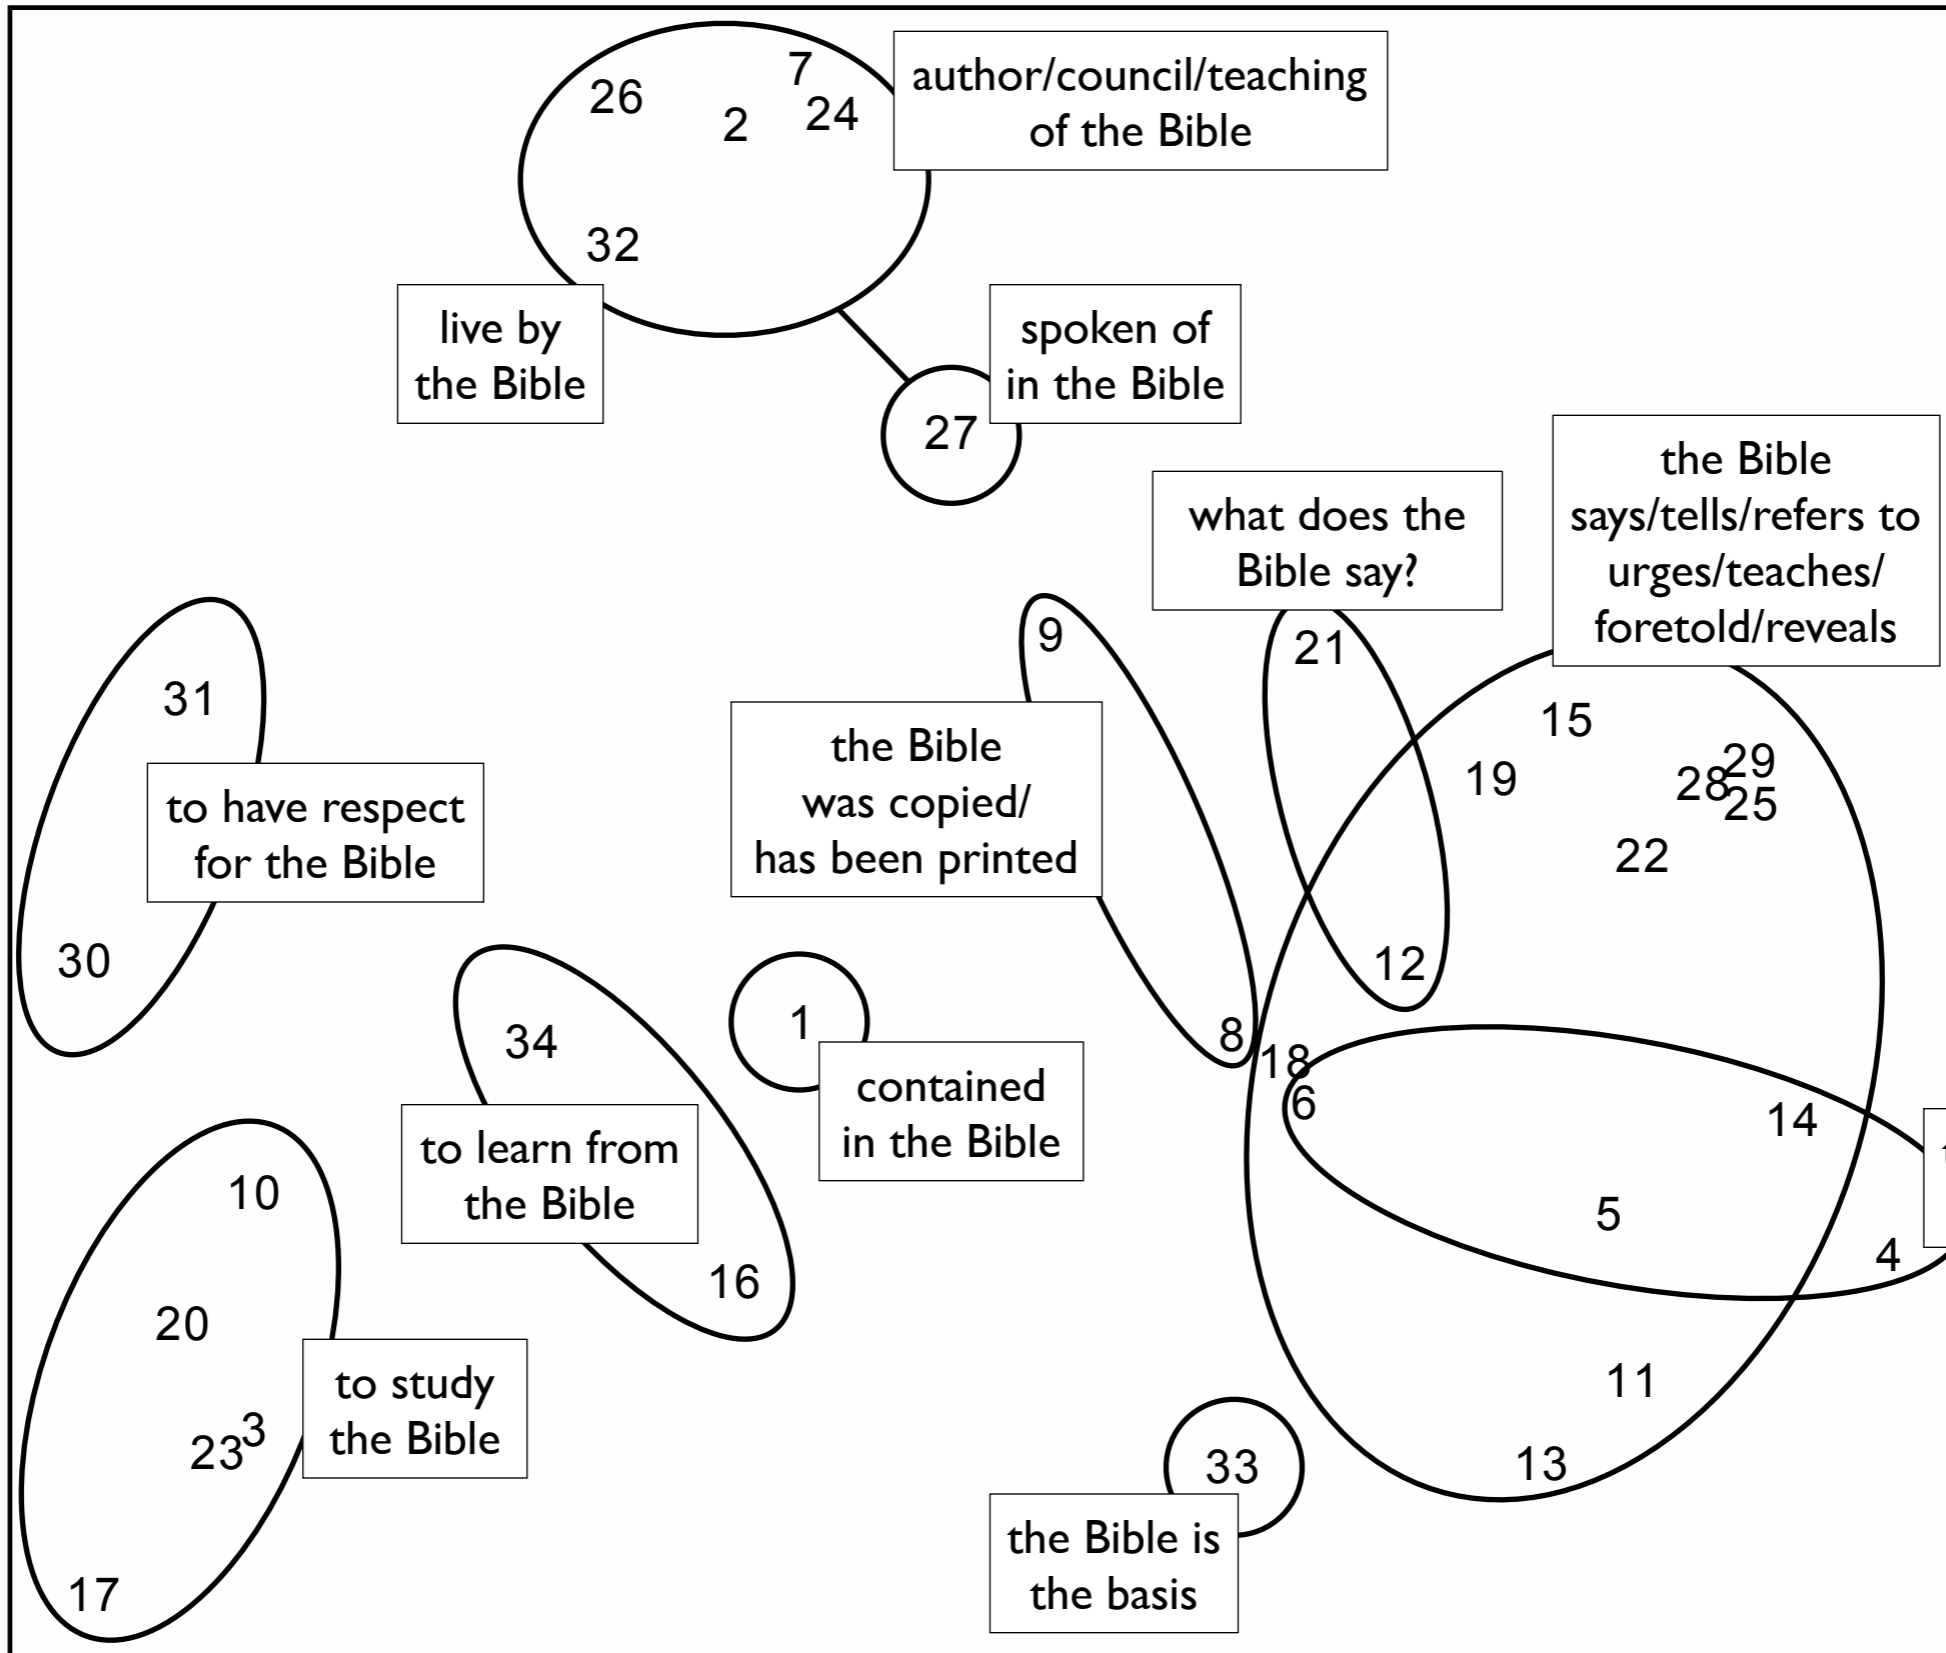 7
26
2
24
author/council/teaching
of the Bible
32
live by
the Bible
spoken of
in the Bible
27
the Bible
says/tells/refers to
urges/teaches/
foretold/reveals
what does the
Bible say?
9
21
31
15
29
19
28
25
the Bible
was copied/
has been printed
to have respect
for the Bible
22
30
12
34
1
8
18
6
contained
in the Bible
14
to learn from
the Bible
10
5
4
16
20
to study
the Bible
11
3
23
33
13
the Bible is
the basis
17